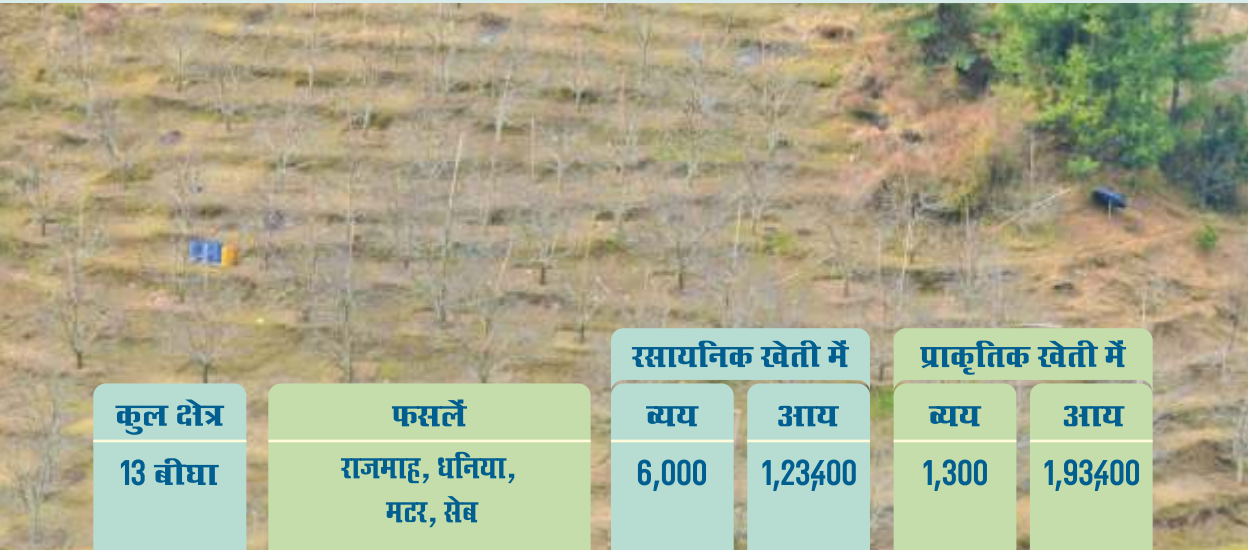 रसायनिक खेती में प्राकृतिक खेती में
कुल क्षेत्र फसलें व्यय आय व्यय आय
13 बीघा राजमाह, धनिया, 6,000 1,23,400 1,300 1,93,400
मटर, सेब